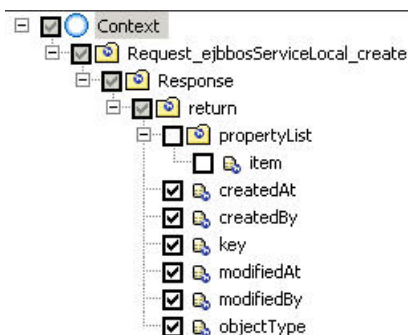 Context
Request_ejbbosServiceLocal_create
Response
return
propertyList
item
createdAt
createdBy
key
modifiedAt
modifiedBy
objectType